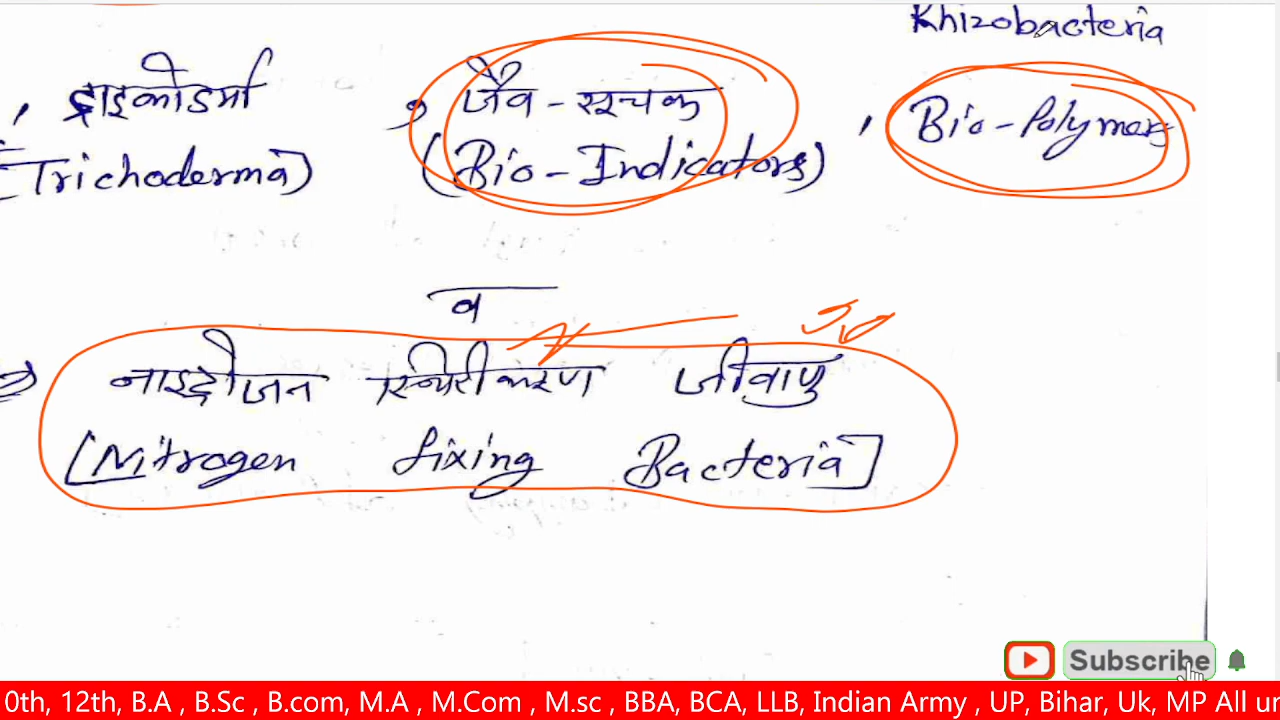 Rhizobacteria
, ट्राइकोडर्मा , जैव-सूचक , Bio-Polymers
(Trichoderma) (Bio-Indicators)
व
नाइट्रोजन स्थिरीकरण जीवाणु
[Nitrogen fixing Bacteria]
Subscribe
0th, 12th, B.A , B.Sc , B.com, M.A , M.Com , M.sc , BBA, BCA, LLB, Indian Army , UP, Bihar, Uk, MP All un